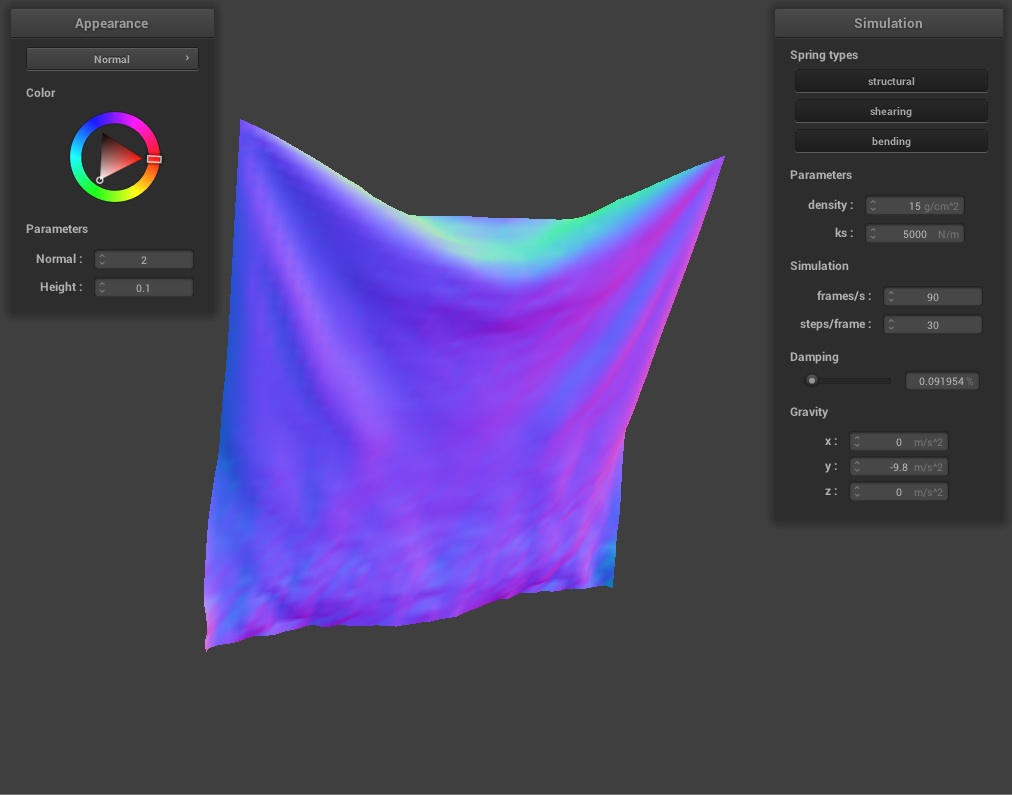 Appearance
Normal
Color
Parameters
Normal :
2
Height :
0.1
Simulation
Spring types
structural
shearing
bending
Parameters
density :
15 g/cm^2
ks :
5000 N/m
Simulation
frames/s :
90
steps/frame :
30
Damping
0.091954 %
Gravity
x :
0 m/s^2
y :
-9.8 m/s^2
z :
0 m/s^2